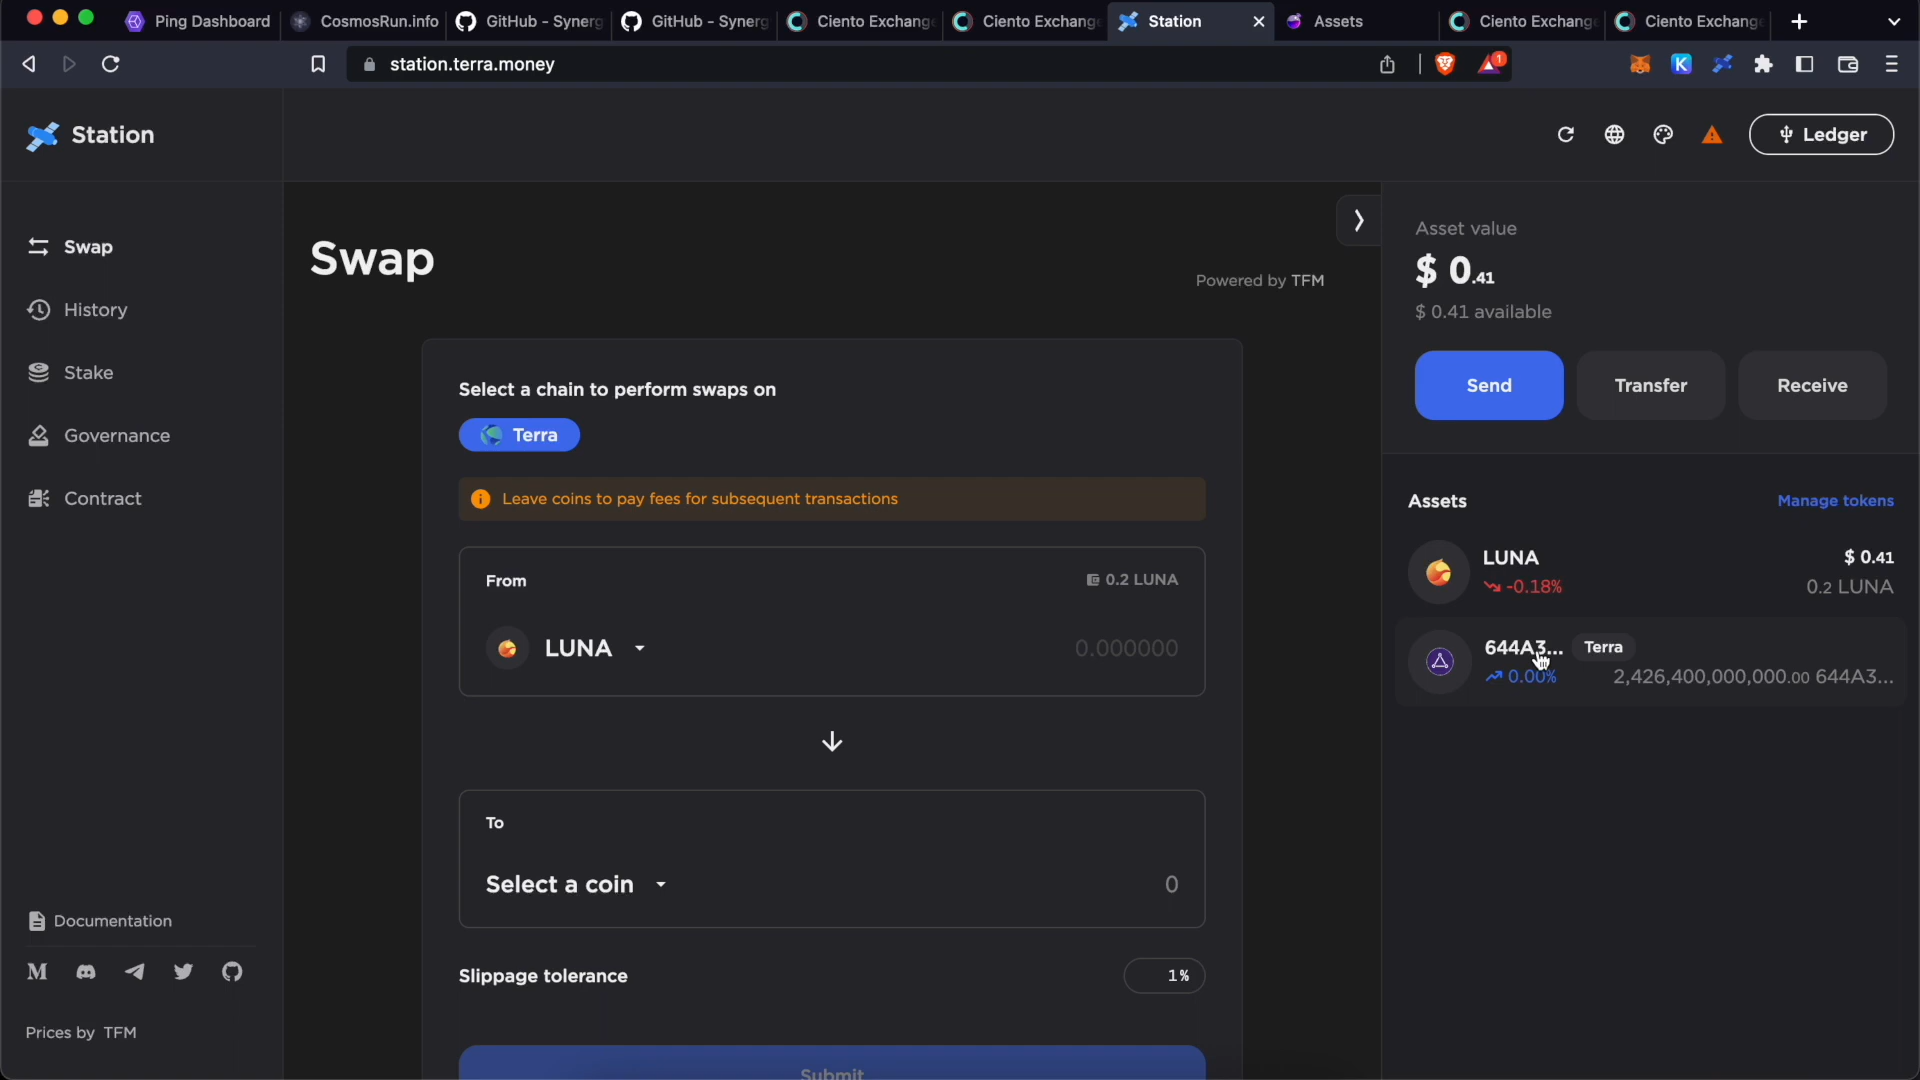 Ping Dashboard
CosmosRun.info
GitHub - Synerg
GitHub - Synerg
Ciento Exchang
Ciento Exchang
Station
Assets
Ciento Exchang
Ciento Exchang
station.terra.money
1
K
Station
Ledger
Swap
History
Stake
Governance
Contract
Documentation
Prices by TFM
Swap
Powered by TFM
Select a chain to perform swaps on
Terra
Leave coins to pay fees for subsequent transactions
From
0.2 LUNA
LUNA
0.000000
To
Select a coin
0
Slippage tolerance
1%
Submit
Asset value
$ 0.41
$ 0.41 available
Send
Transfer
Receive
Assets
Manage tokens
LUNA
$ 0.41
-0.18%
0.2 LUNA
644A3...
Terra
0.00%
2,426,400,000,000.00 644A3...